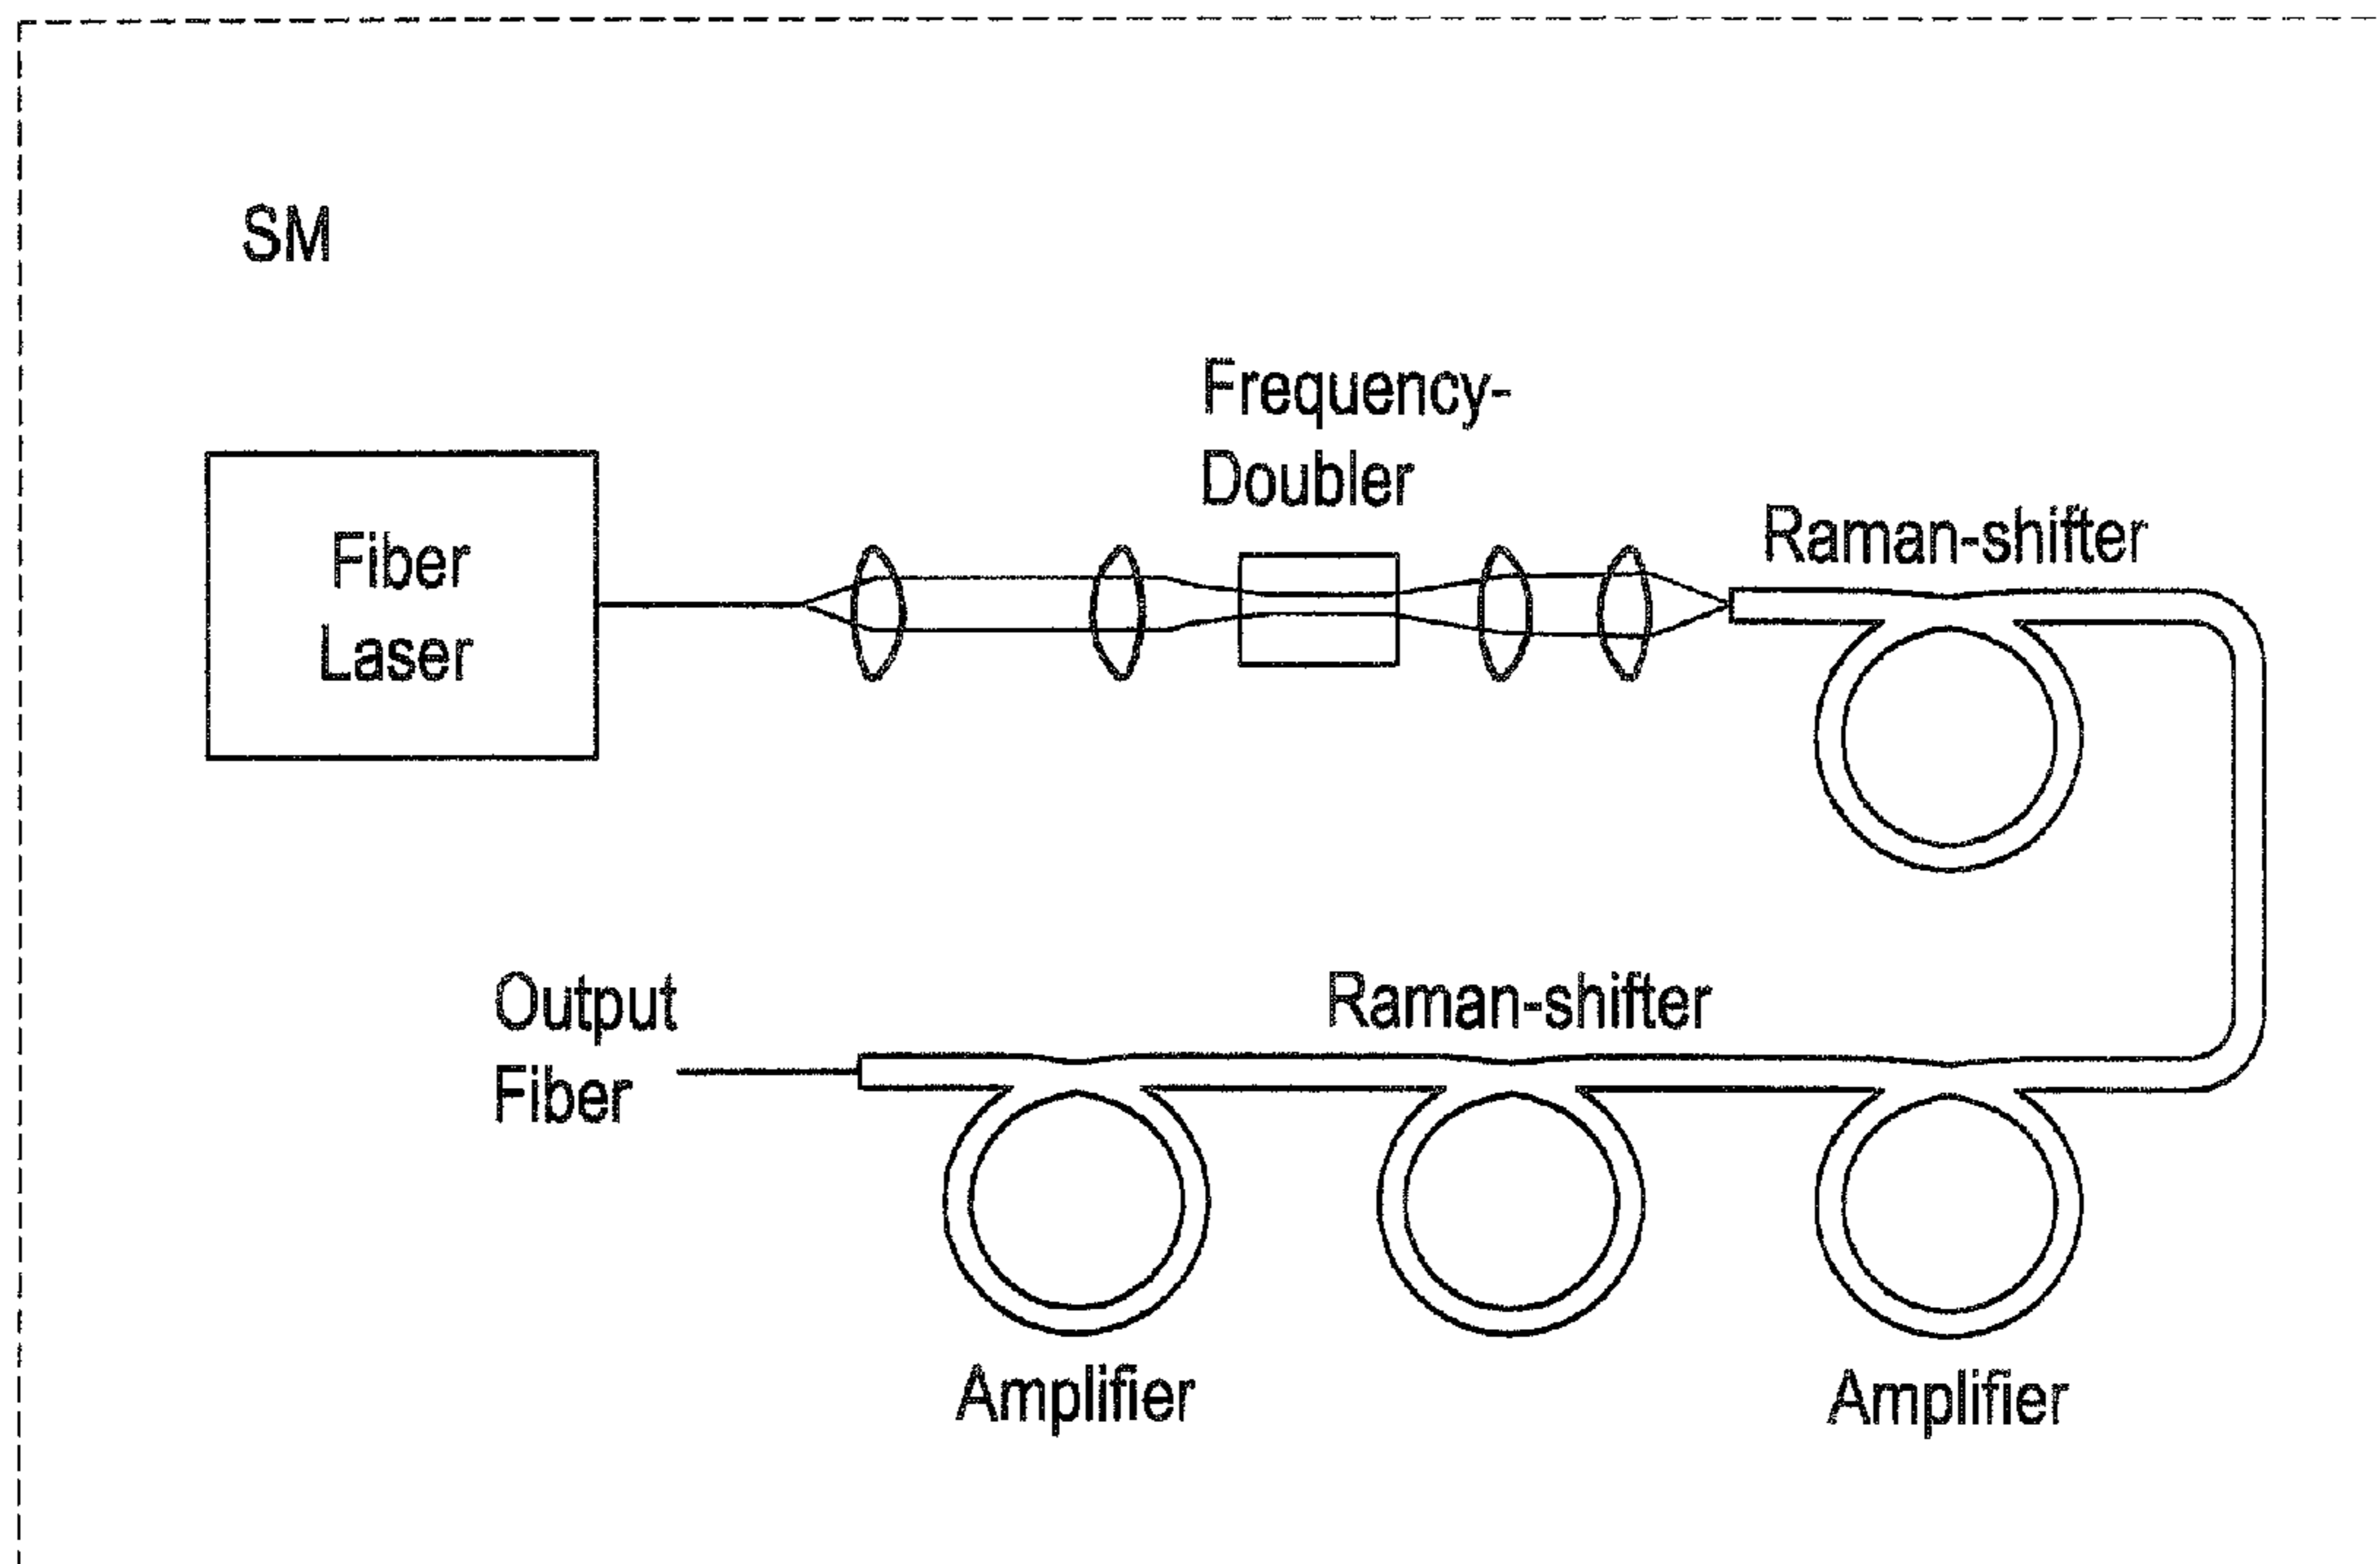 SM
Frequency-
Doubler
Fiber
Laser
Raman-shifter
Output
Fiber
Raman-shifter
Amplifier
Amplifier